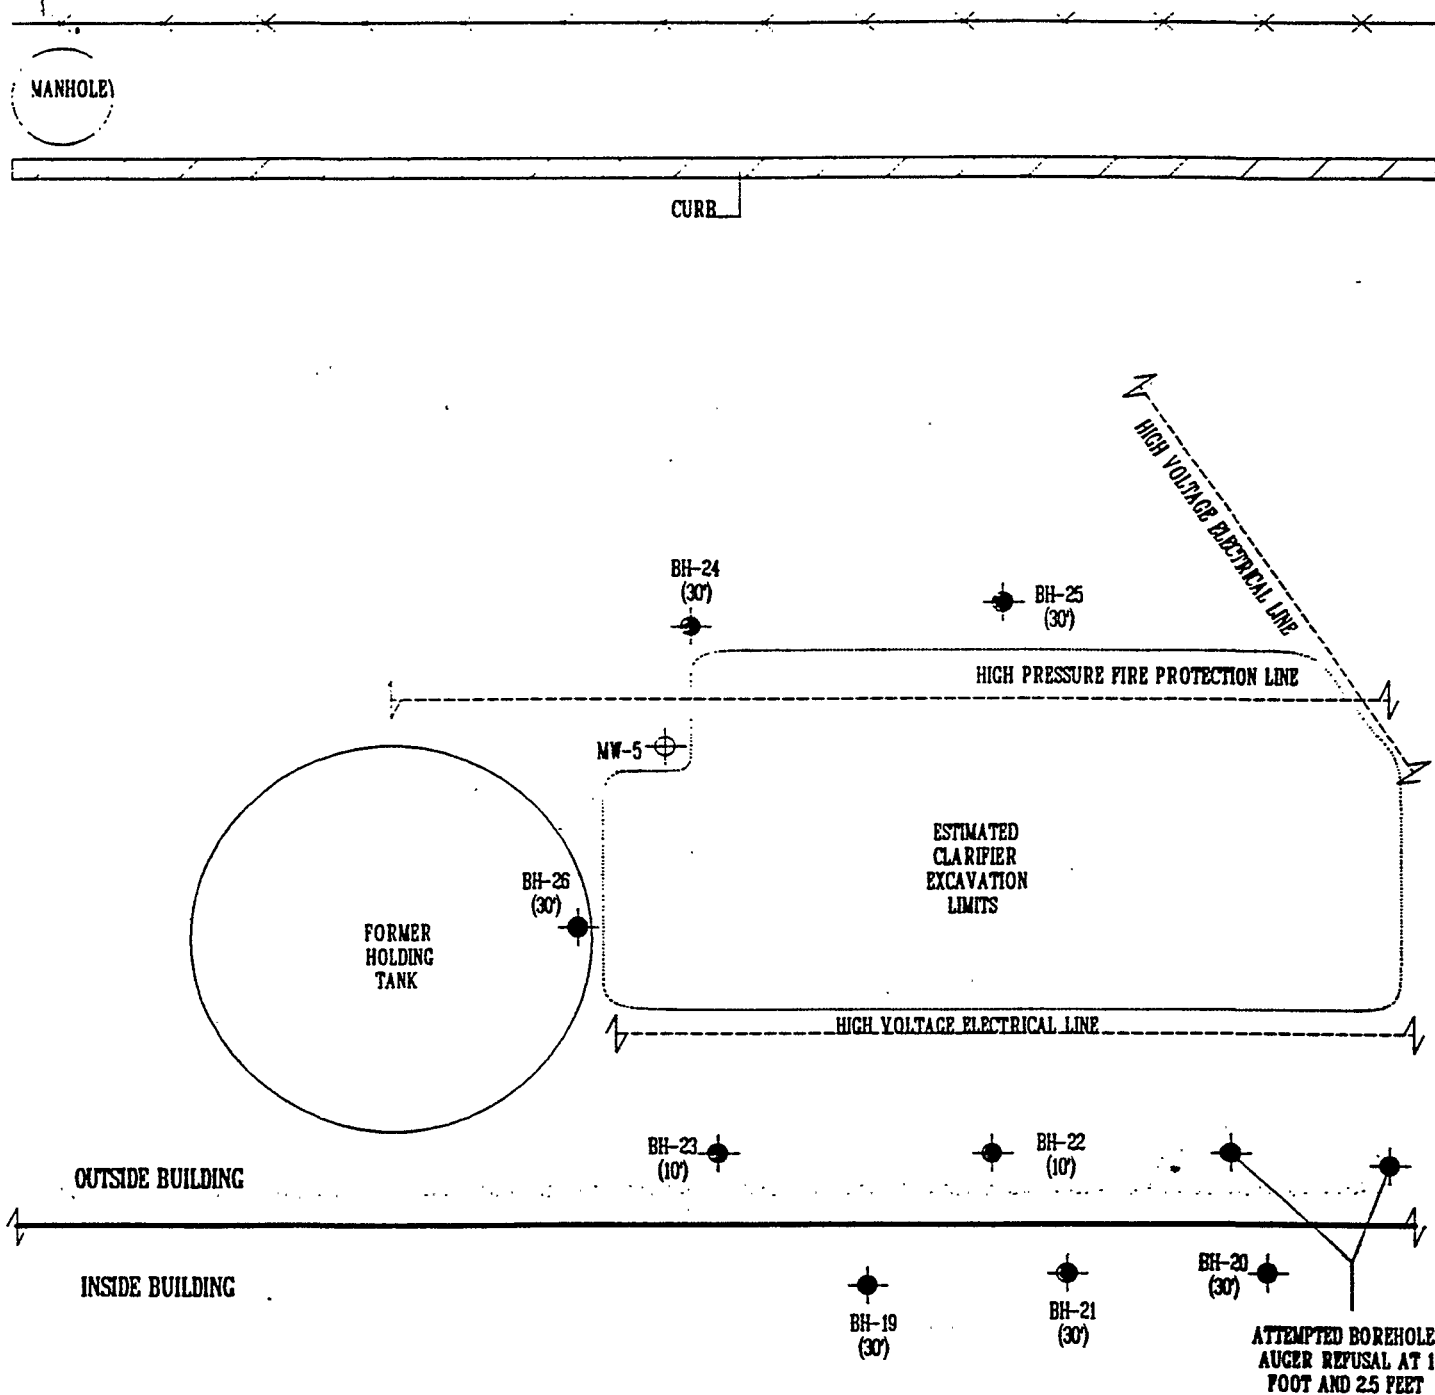 MANHOLE
CURB
HIGH VOLTAGE ELECTRICAL LINE
BH-24
(30')
BH-25
(30')
HIGH PRESSURE FIRE PROTECTION LINE
MW-5
ESTIMATED
CLARIFIER
EXCAVATION
LIMITS
BH-26
(30')
FORMER
HOLDING
TANK
HIGH VOLTAGE ELECTRICAL LINE
BH-23
(10')
BH-22
(10')
OUTSIDE BUILDING
INSIDE BUILDING
BH-19
(30')
BH-21
(30')
BH-20
(30')
ATTEMPTED BOREHOLE
AUGER REFUSAL AT 1
FOOT AND 2.5 FEET